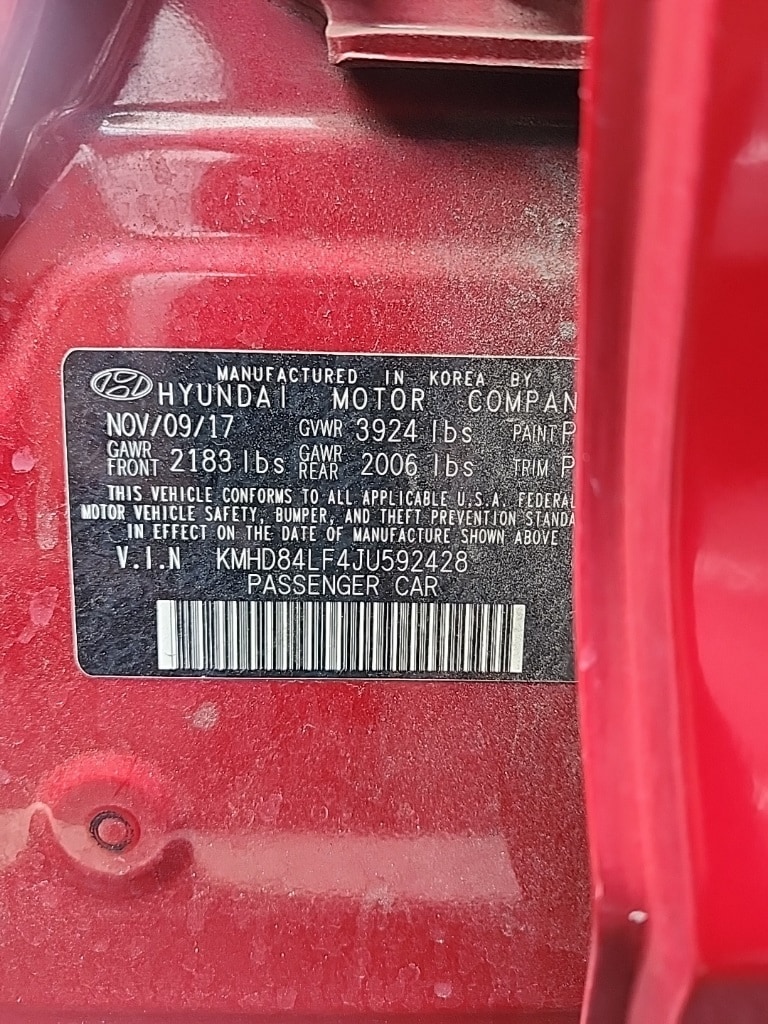 MANUFACTURED IN KOREA BY
HYUNDAI MOTOR COMPAN
NOV/09/17 GVWR 3924 lbs PAINT P
GAWR FRONT 2183 lbs GAWR REAR 2006 lbs TRIM P
THIS VEHICLE CONFORMS TO ALL APPLICABLE U.S.A. FEDERAL
MOTOR VEHICLE SAFETY, BUMPER, AND THEFT PREVENTION STANDA
IN EFFECT ON THE DATE OF MANUFACTURE SHOWN ABOVE
V.I.N KMHD84LF4JU592428
PASSENGER CAR